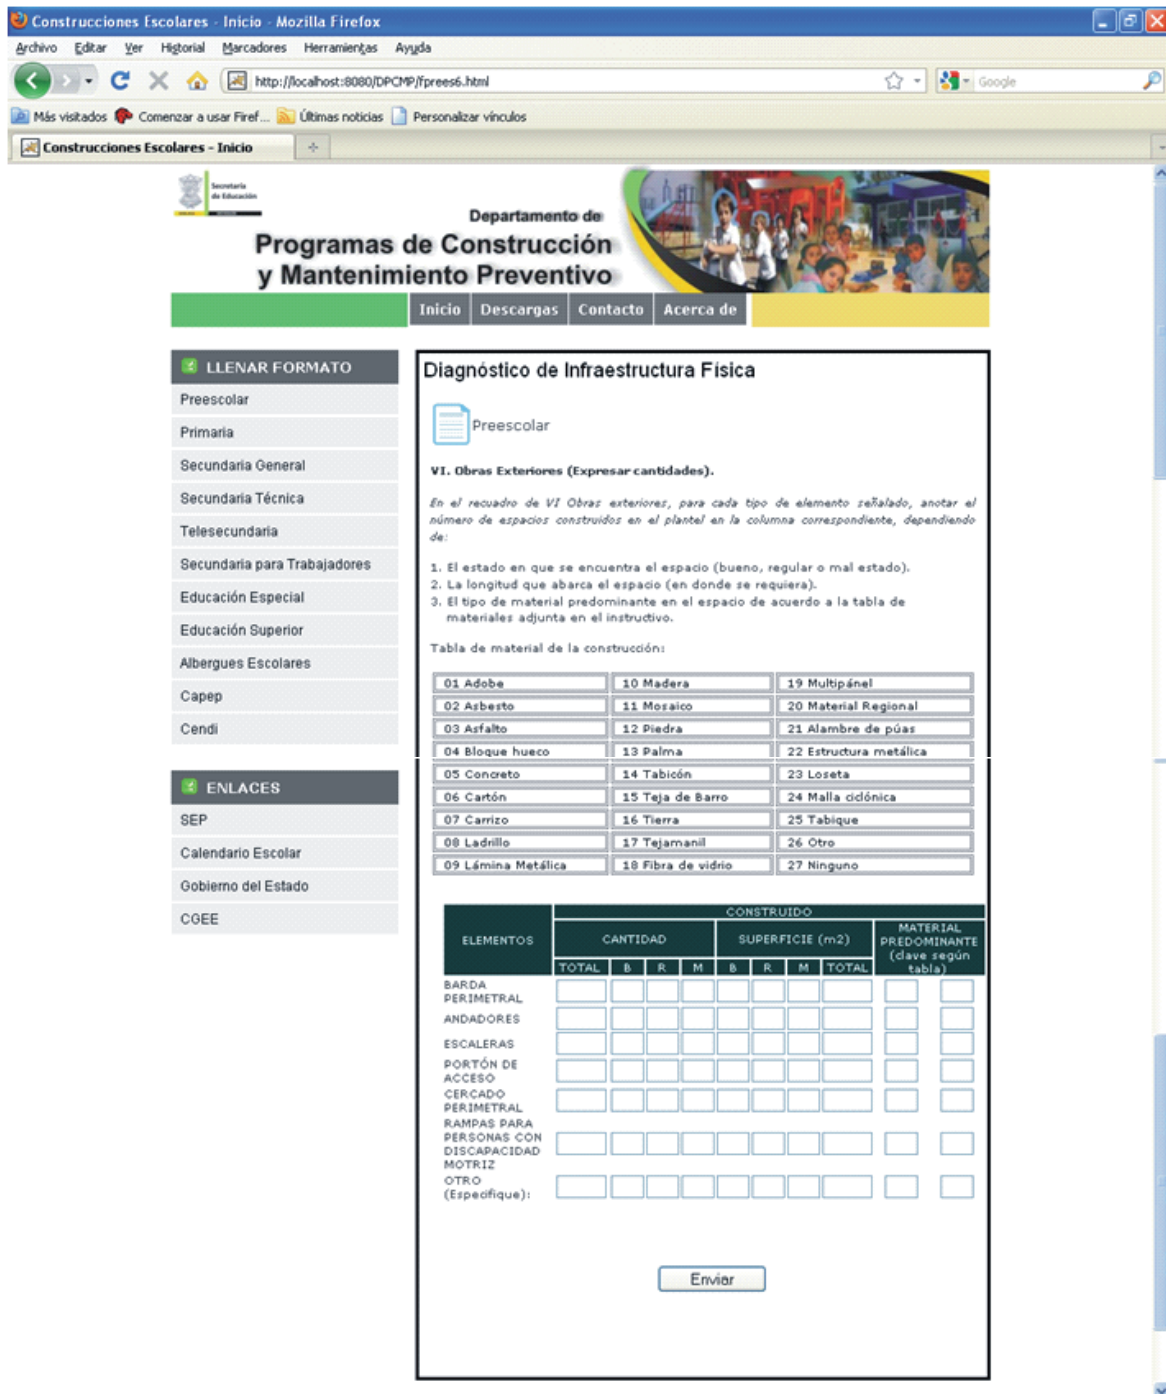 Construcciones Escolares - Inicio - Mozilla Firefox
Archivo Editar Ver Historial Marcadores Herramientas Ayuda
http://localhost:8080/DPCMP/fprees6.html
Google
Más visitados Comenzar a usar Firef... Últimas noticias Personalizar vínculos
Construcciones Escolares - Inicio
Secretaría
de Educación
Departamento de
Programas de Construcción
y Mantenimiento Preventivo
Inicio Descargas Contacto Acerca de
LLENAR FORMATO
Preescolar
Primaria
Secundaria General
Secundaria Técnica
Telesecundaria
Secundaria para Trabajadores
Educación Especial
Educación Superior
Albergues Escolares
Capep
Cendi
ENLACES
SEP
Calendario Escolar
Gobierno del Estado
CGEE
Diagnóstico de Infraestructura Física
Preescolar
VI. Obras Exteriores (Expresar cantidades).
En el recuadro de VI Obras exteriores, para cada tipo de elemento señalado, anotar el
número de espacios construidos en el plantel en la columna correspondiente, dependiendo
de:
1. El estado en que se encuentra el espacio (bueno, regular o mal estado).
2. La longitud que abarca el espacio (en donde se requiera).
3. El tipo de material predominante en el espacio de acuerdo a la tabla de
materiales adjunta en el instructivo.
Tabla de material de la construcción:
01 Adobe 10 Madera 19 Multipánel
02 Asbesto 11 Mosaico 20 Material Regional
03 Asfalto 12 Piedra 21 Alambre de púas
04 Bloque hueco 13 Palma 22 Estructura metálica
05 Concreto 14 Tabicón 23 Loseta
06 Cartón 15 Teja de Barro 24 Malla ciclónica
07 Carrizo 16 Tierra 25 Tabique
08 Ladrillo 17 Tejamanil 26 Otro
09 Lámina Metálica 18 Fibra de vidrio 27 Ninguno
CONSTRUIDO
ELEMENTOS CANTIDAD SUPERFICIE (m2) MATERIAL
PREDOMINANTE
(clave según
tabla)
TOTAL B R M B R M TOTAL
BARDA
PERIMETRAL
ANDADORES
ESCALERAS
PORTÓN DE
ACCESO
CERCADO
PERIMETRAL
RAMPAS PARA
PERSONAS CON
DISCAPACIDAD
MOTRIZ
OTRO
(Especifique):
Enviar